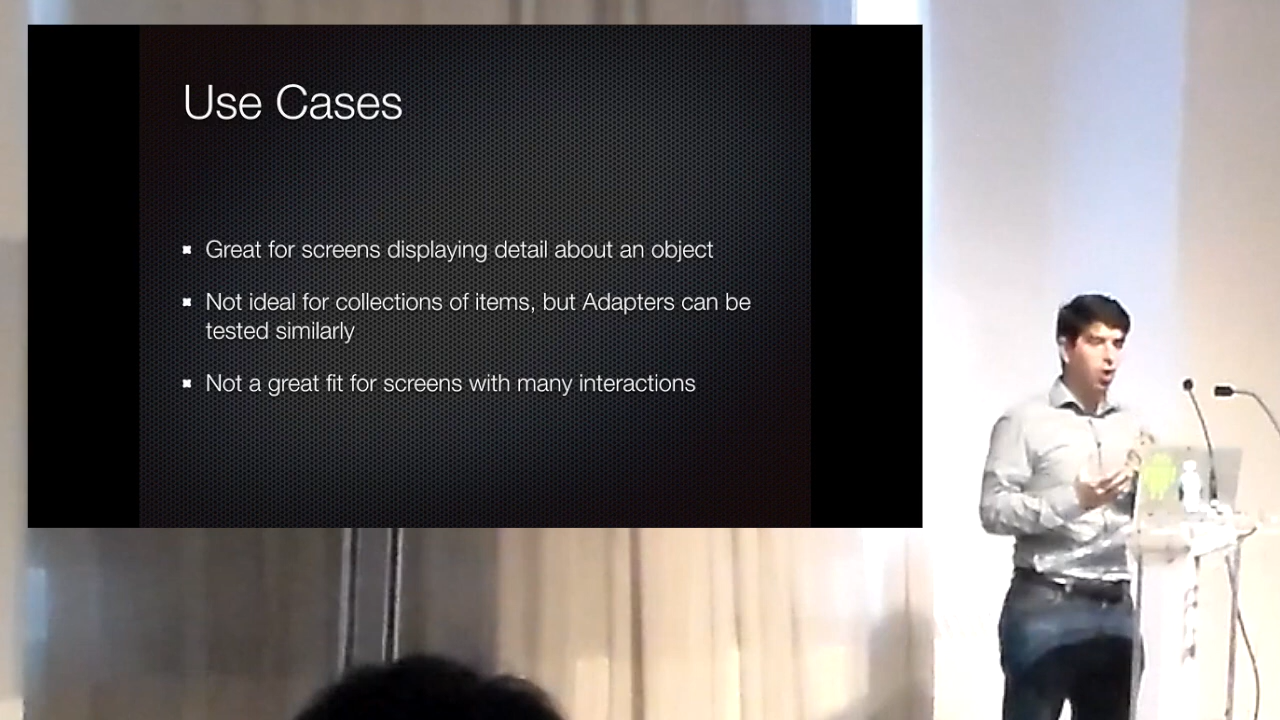 Use Cases
Great for screens displaying detail about an object
Not ideal for collections of items, but Adapters can be
tested similarly
Not a great fit for screens with many interactions